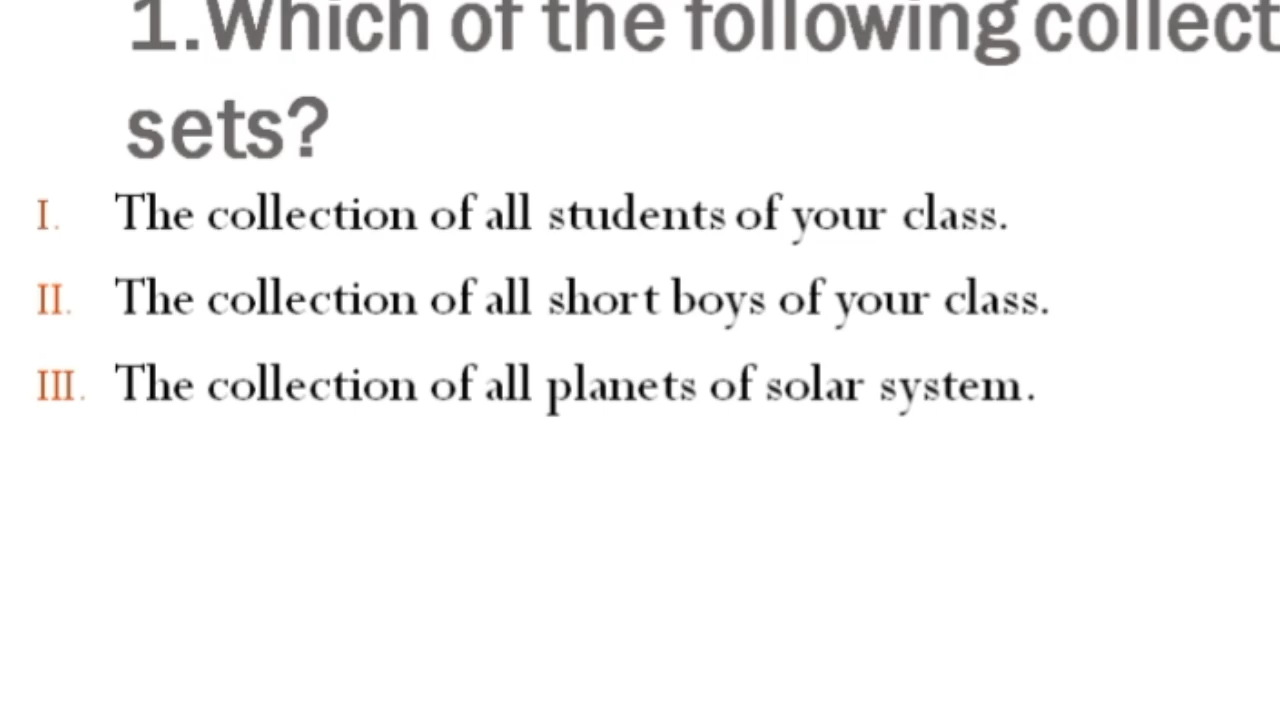 1.Which of the following collect
sets?
I. The collection of all students of your class.
II. The collection of all short boys of your class.
III. The collection of all planets of solar system.